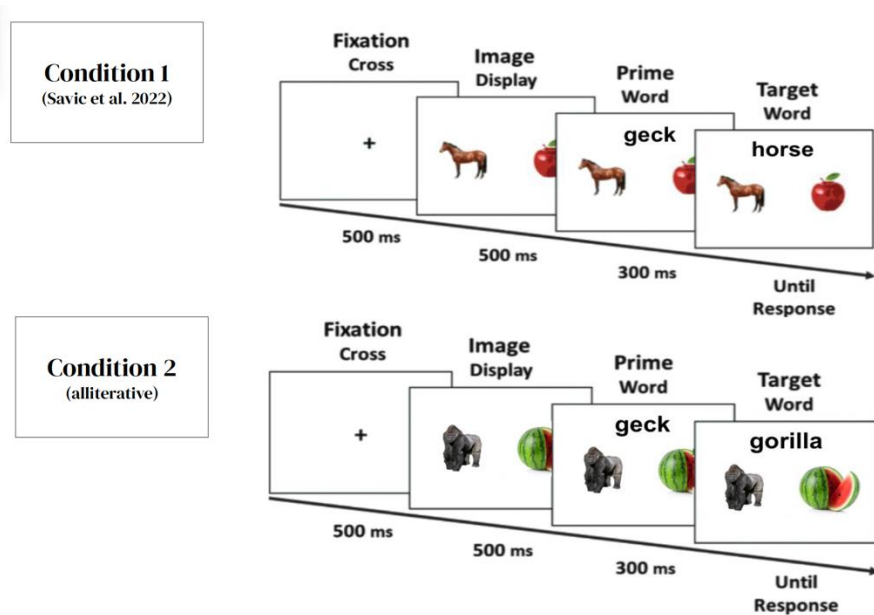 Condition 1
(Savic et al. 2022)
Fixation
Cross
Image
Display
Prime
Word
Target
Word
+
geck
horse
500 ms
500 ms
300 ms
Until
Response
Condition 2
(alliterative)
Fixation
Cross
Image
Display
Prime
Word
Target
Word
+
geck
gorilla
500 ms
500 ms
300 ms
Until
Response